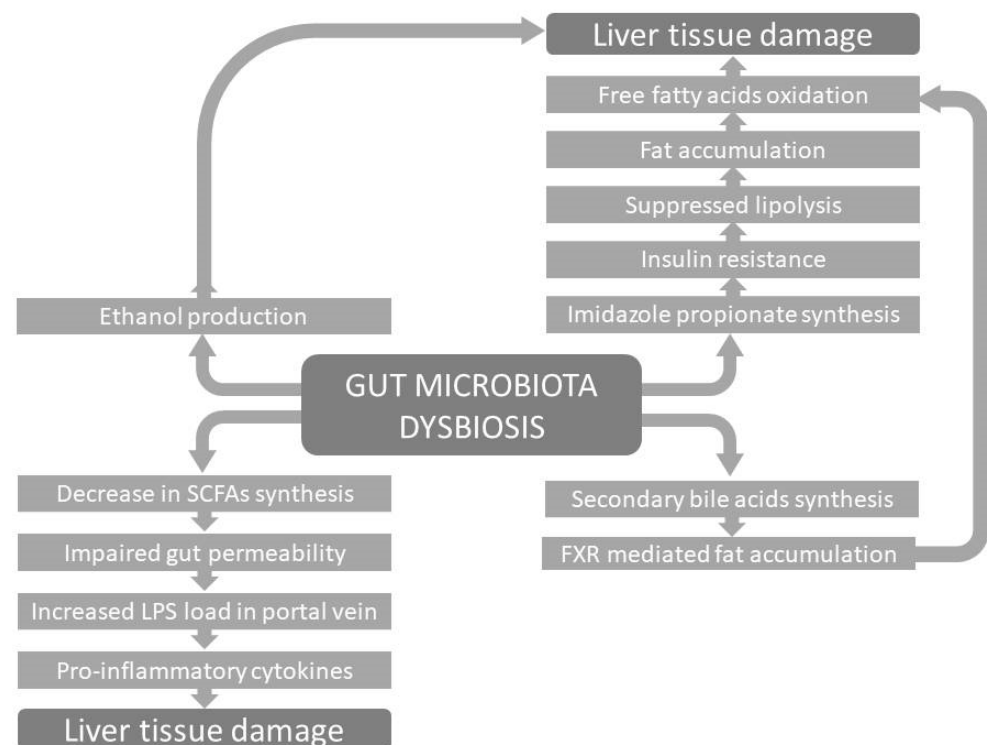 Liver tissue damage
Free fatty acids oxidation
Fat accumulation
Suppressed lipolysis
Insulin resistance
Imidazole propionate synthesis
Ethanol production
GUT MICROBIOTA
DYSBIOSIS
Decrease in SCFAs synthesis
Impaired gut permeability
Increased LPS load in portal vein
Pro-inflammatory cytokines
Liver tissue damage
Secondary bile acids synthesis
FXR mediated fat accumulation